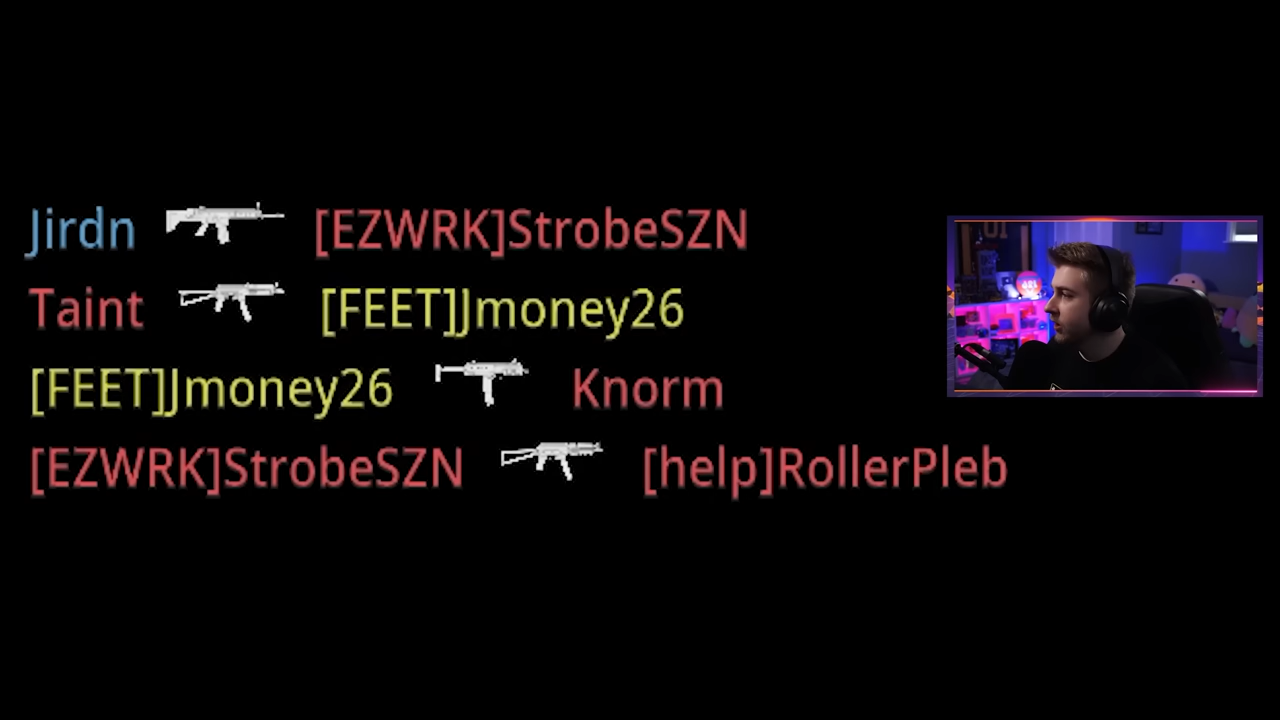 Jirdn [EZWRK]StrobeSZN
Taint [FEET]Jmoney26
[FEET]Jmoney26 Knorm
[EZWRK]StrobeSZN [help]RollerPleb